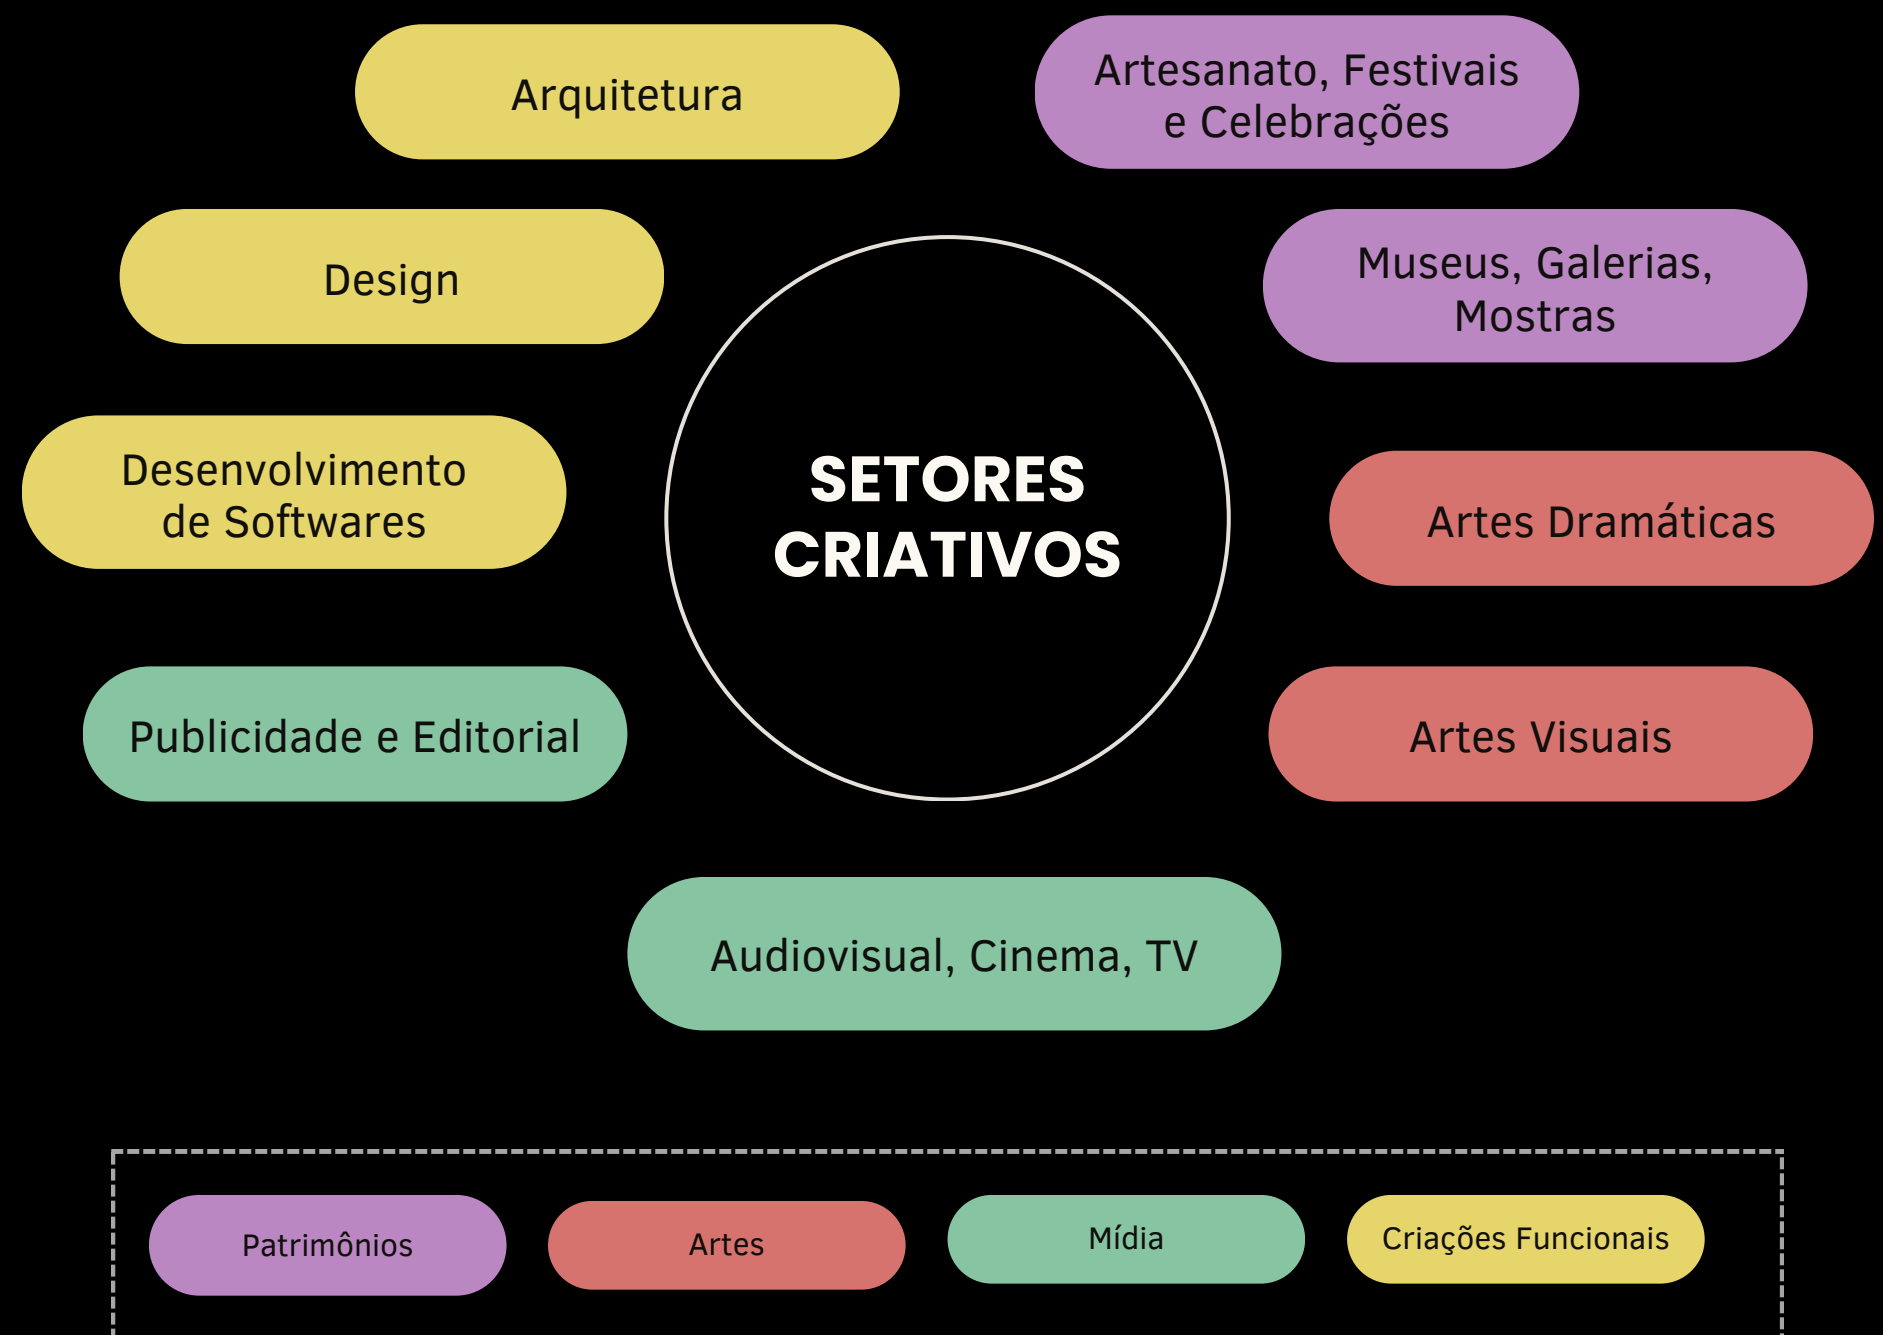 Arquitetura
Artesanato, Festivais
e Celebrações
Design
Museus, Galerias,
Mostras
SETORES
CRIATIVOS
Desenvolvimento
de Softwares
Artes Dramáticas
Publicidade e Editorial
Artes Visuais
Audiovisual, Cinema, TV
Patrimônios
Artes
Mídia
Criações Funcionais